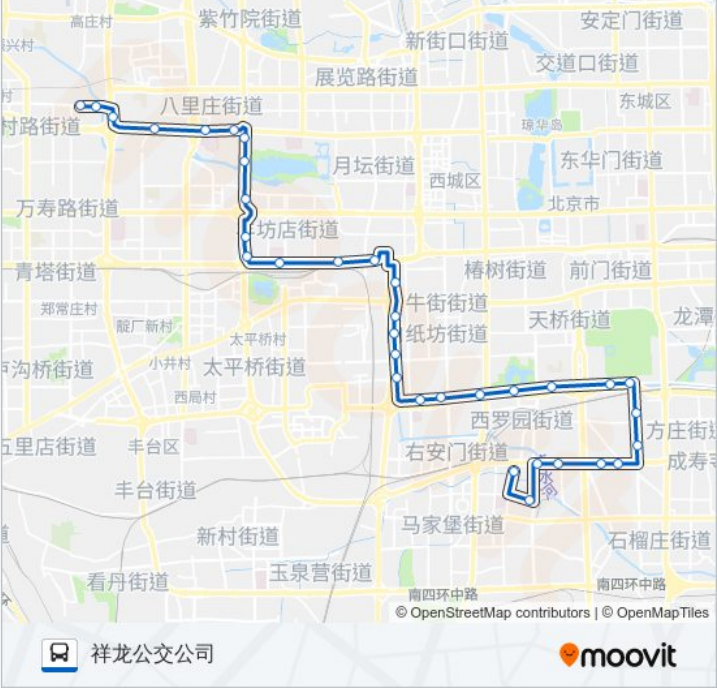 高庄村
紫竹院街道
安定门街道
新街口街道
振兴村
交道口街道
展览路街道
村
八里庄街道
东城区
村路街道
琼华岛
月坛街道
东华门街道
西城区
万寿路街道
北京市
羊坊店街道
青塔街道
椿树街道
前门街道
郑常庄村
牛街街道
龙潭
靛厂新村
天桥街道
纸坊街道
太平桥村
小井村
太平桥街道
卢沟桥街道
西局村
西罗园街道
方庄街道
五里店街道
丰台区
右安门街道
成寿寺
丰台街道
马家堡街道
新村街道
石榴庄街道
玉泉营街道
看丹街道
南四环中路
南四环中路
© OpenStreetMap contributors | © OpenMapTiles
祥龙公交公司
moovit